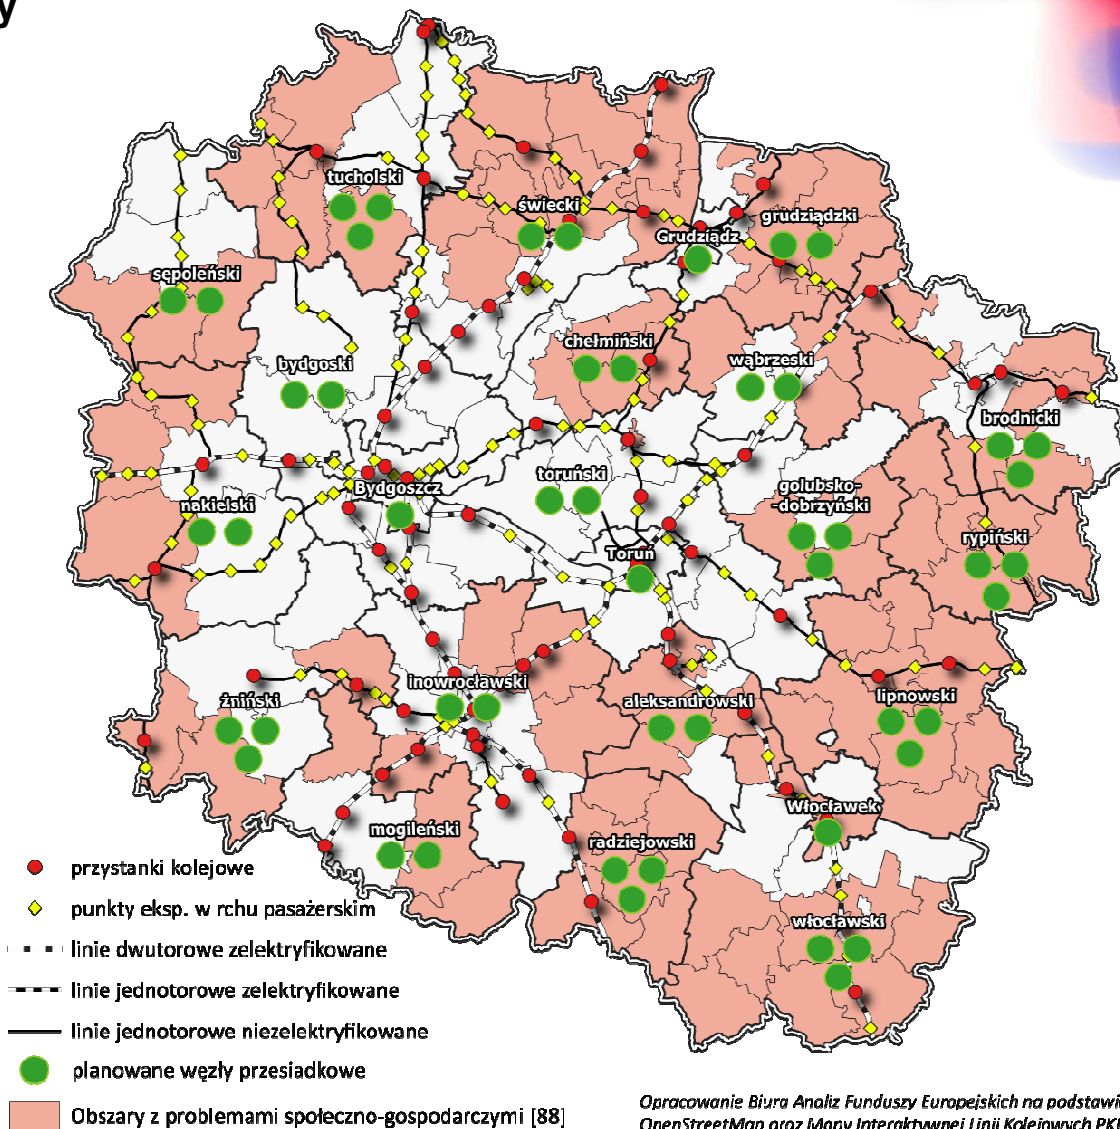 y
tucholski
świecki
grudziądzki
Grudziądz
sępoleński
chełmiński
wąbrzeski
bydgoski
brodnicki
toruński
golubsko-
-dobrzyński
Bydgoszcz
nakielski
rypiński
Toruń
inowrocławski
aleksandrowski
lipnowski
żniński
Włocławek
mogileński
radziejowski
włocławski
przystanki kolejowe
punkty eksp. w rchu pasażerskim
linie dwutorowe zelektryfikowane
linie jednotorowe zelektryfikowane
linie jednotorowe niezelektryfikowane
planowane węzły przesiadkowe
Obszary z problemami społeczno-gospodarczymi [88]
Opracowanie Biura Analiz Funduszy Europejskich na podstawi
OpenStreetMap oraz Mapy Interaktywnej Linii Kolejowych